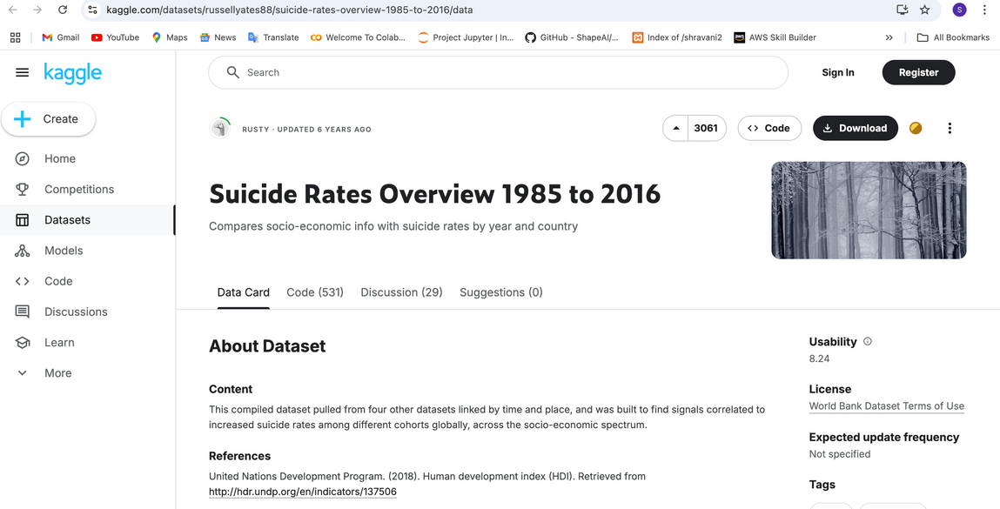 kaggle.com/datasets/russellyates88/suicide-rates-overview-1985-to-2016/data
S
Gmail
YouTube
Maps
News
Translate
Welcome To Colab...
Project Jupyter | In...
GitHub - ShapeAI/...
Index of /shravani2
AWS Skill Builder
»
All Bookmarks
kaggle
Search
Sign In
Register
Create
Home
Competitions
Datasets
Models
Code
Discussions
Learn
More
RUSTY · UPDATED 6 YEARS AGO
3061
<> Code
Download
Suicide Rates Overview 1985 to 2016
Compares socio-economic info with suicide rates by year and country
Data Card
Code (531)
Discussion (29)
Suggestions (0)
About Dataset
Content
This compiled dataset pulled from four other datasets linked by time and place, and was built to find signals correlated to
increased suicide rates among different cohorts globally, across the socio-economic spectrum.
References
United Nations Development Program. (2018). Human development index (HDI). Retrieved from
http://hdr.undp.org/en/indicators/137506
Usability
8.24
License
World Bank Dataset Terms of Use
Expected update frequency
Not specified
Tags